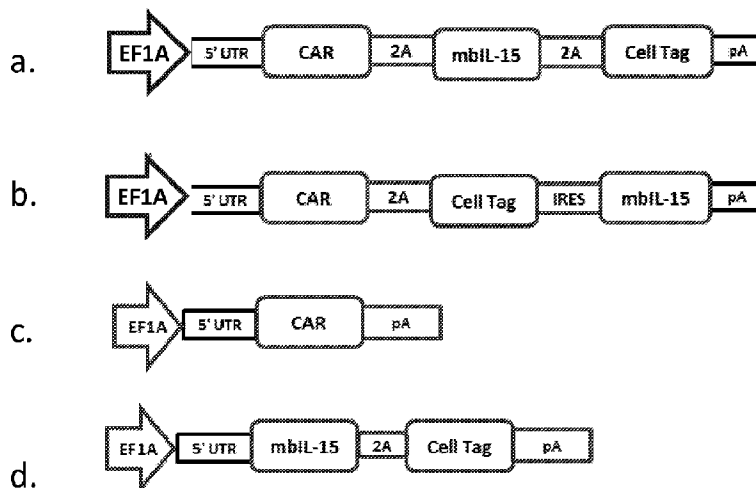 a. EF1A 5' UTR CAR 2A mbIL-15 2A Cell Tag pA
b. EF1A 5' UTR CAR 2A Cell Tag IRES mbIL-15 pA
c. EF1A 5' UTR CAR pA
d. EF1A 5' UTR mbIL-15 2A Cell Tag pA